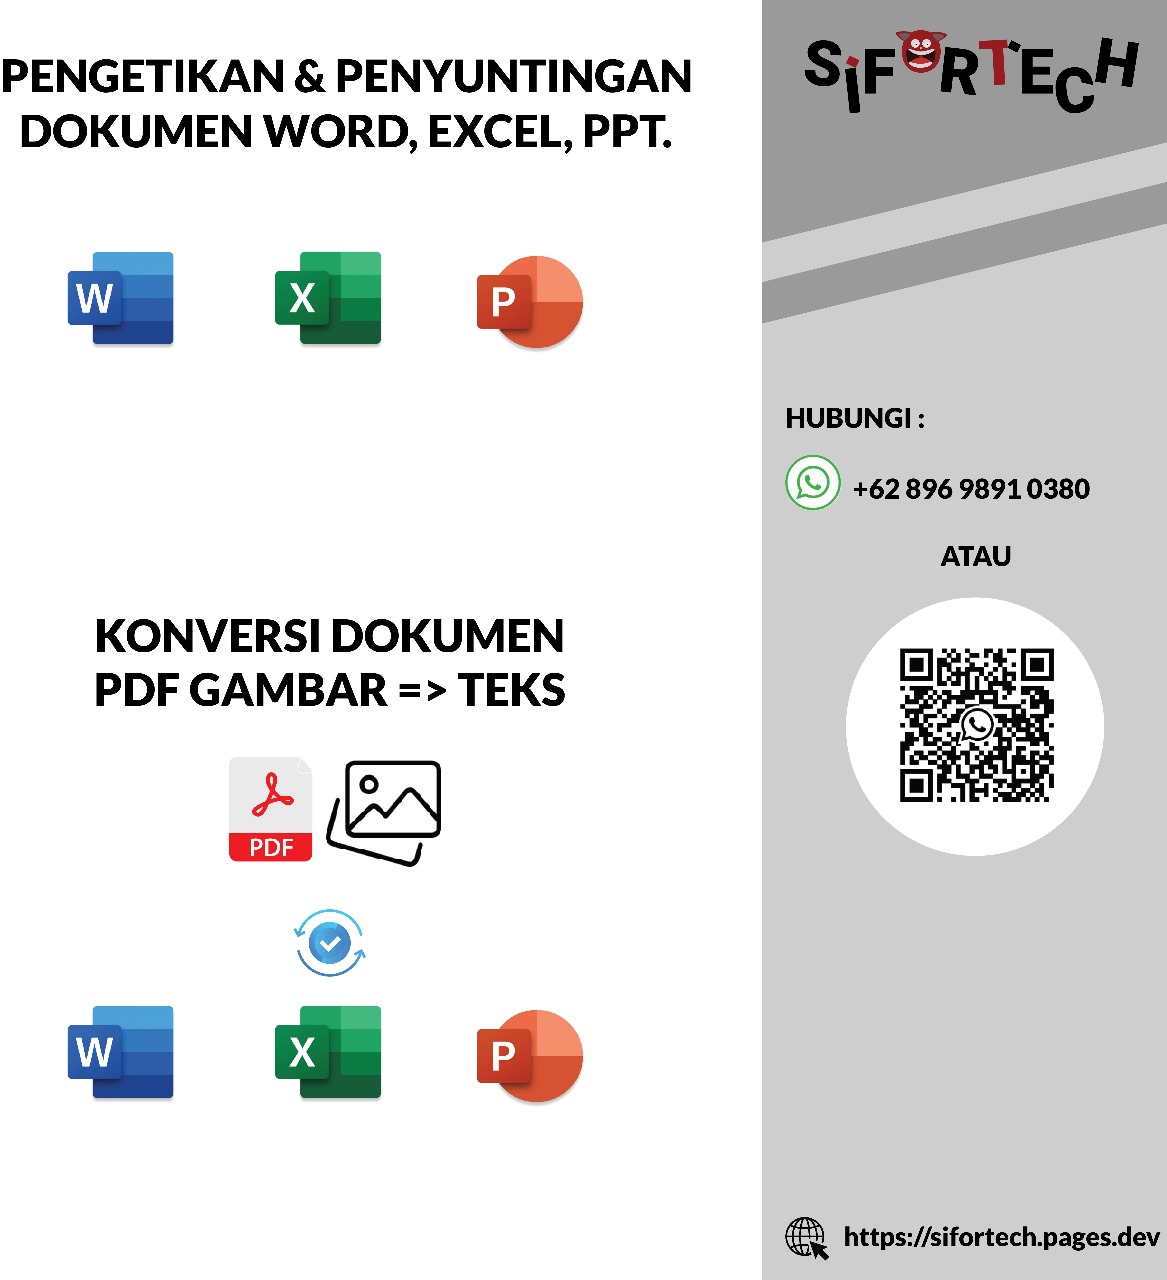 PENGETIKAN & PENYUNTINGAN
DOKUMEN WORD, EXCEL, PPT.
W
X
P
KONVERSI DOKUMEN
PDF GAMBAR => TEKS
PDF
W
X
P
SiFORTECH
HUBUNGI :
+62 896 9891 0380
ATAU
https://sifortech.pages.dev